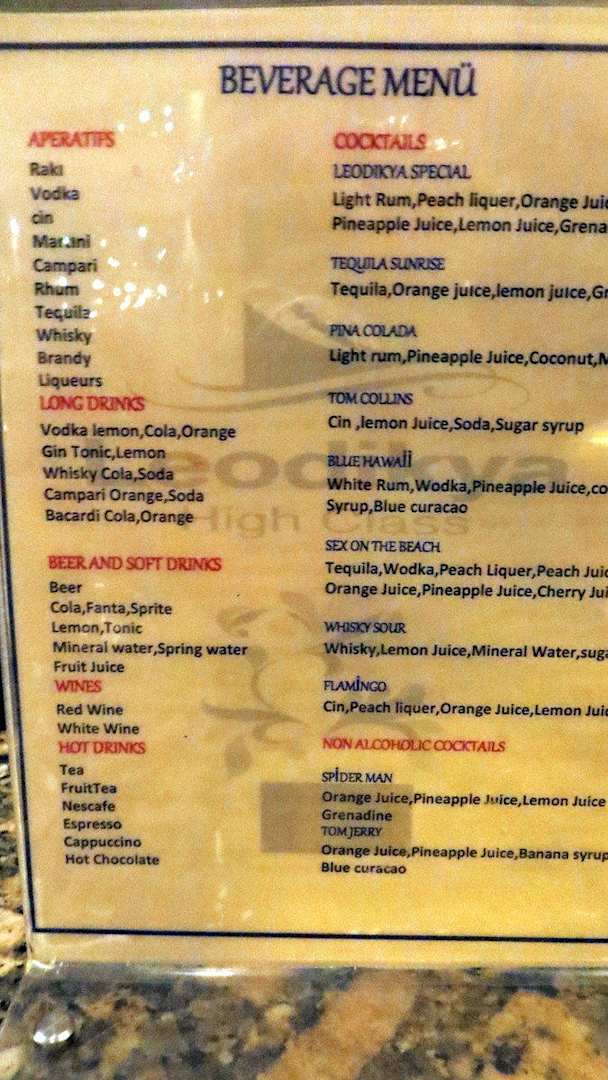 BEVERAGE MENÜ
APERATIFS
Rakı
Vodka
cin
Martini
Campari
Rhum
Tequila
Whisky
Brandy
Liqueurs
LONG DRINKS
Vodka lemon,Cola,Orange
Gin Tonic,Lemon
Whisky Cola,Soda
Campari Orange,Soda
Bacardi Cola,Orange
BEER AND SOFT DRINKS
Beer
Cola,Fanta,Sprite
Lemon,Tonic
Mineral water,Spring water
Fruit Juice
WINES
Red Wine
White Wine
HOT DRINKS
Tea
FruitTea
Nescafe
Espresso
Cappuccino
Hot Chocolate
COCKTAILS
LEODIKYA SPECIAL
Light Rum,Peach liquer,Orange
Pineapple Juice,Lemon Juice,
TEQUILA SUNRISE
Tequila,Orange juıce,lemon juıce,
PINA COLADA
Light rum,Pineapple Juice,Coconut,
TOM COLLINS
Cin ,lemon Juice,Soda,Sugar syrup
BLUE HAWAİİ
White Rum,Wodka,Pineapple Juice,
Syrup,Blue curacao
SEX ON THE BEACH
Tequila,Wodka,Peach Liquer,Peach
Orange Juice,Pineapple Juice,Cherry
WHISKY SOUR
Whisky,Lemon Juice,Mineral Water,
FLAMİNGO
Cin,Peach liquer,Orange Juice,Lemon
NON ALCOHOLIC COCKTAILS
SPİDER MAN
Orange Juice,Pineapple Juice,Lemon Juice
Grenadine
TOM JERRY
Orange Juice,Pineapple Juice,Banana syrup
Blue curacao
eodikya
High Class